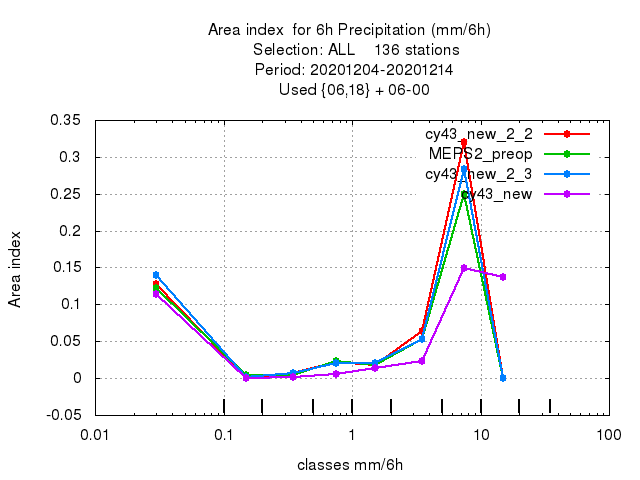 Area index  for 6h Precipitation (mm/6h)
Selection: ALL    136 stations
Period: 20201204-20201214
Used {06,18} + 06-00
cy43_new_2_2
MEPS2_preop
cy43_new_2_3
cy43_new
0.35
0.3
0.25
0.2
0.15
0.1
0.05
0
-0.05
Area index
0.01
0.1
1
10
100
classes mm/6h